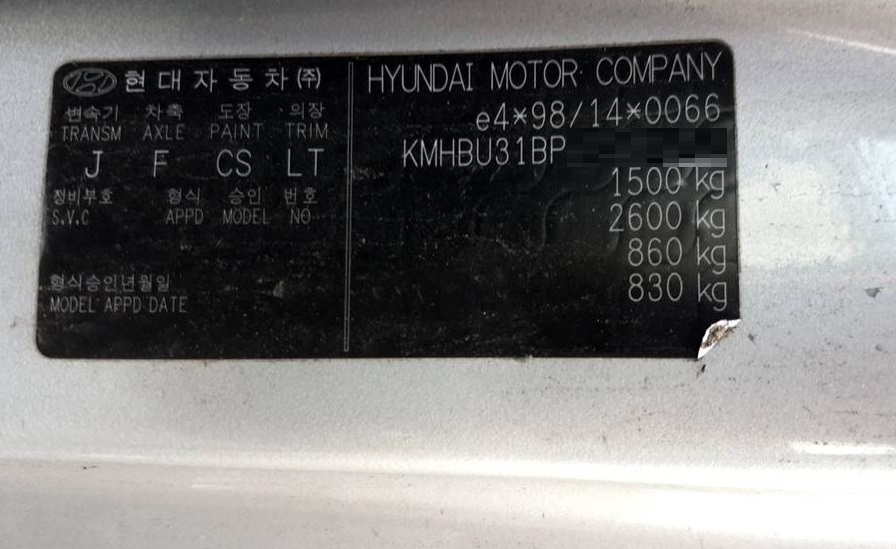 현대자동차(주)
변속기 차축 도장 의장
TRANSM AXLE PAINT TRIM
J F CS LT
정비부호 형식 승인 번호
S.V.C APPD MODEL NO
형식승인년월일
MODEL APPD DATE
HYUNDAI MOTOR COMPANY
e4*98/14*0066
KMHBU31BP
1500 kg
2600 kg
860 kg
830 kg